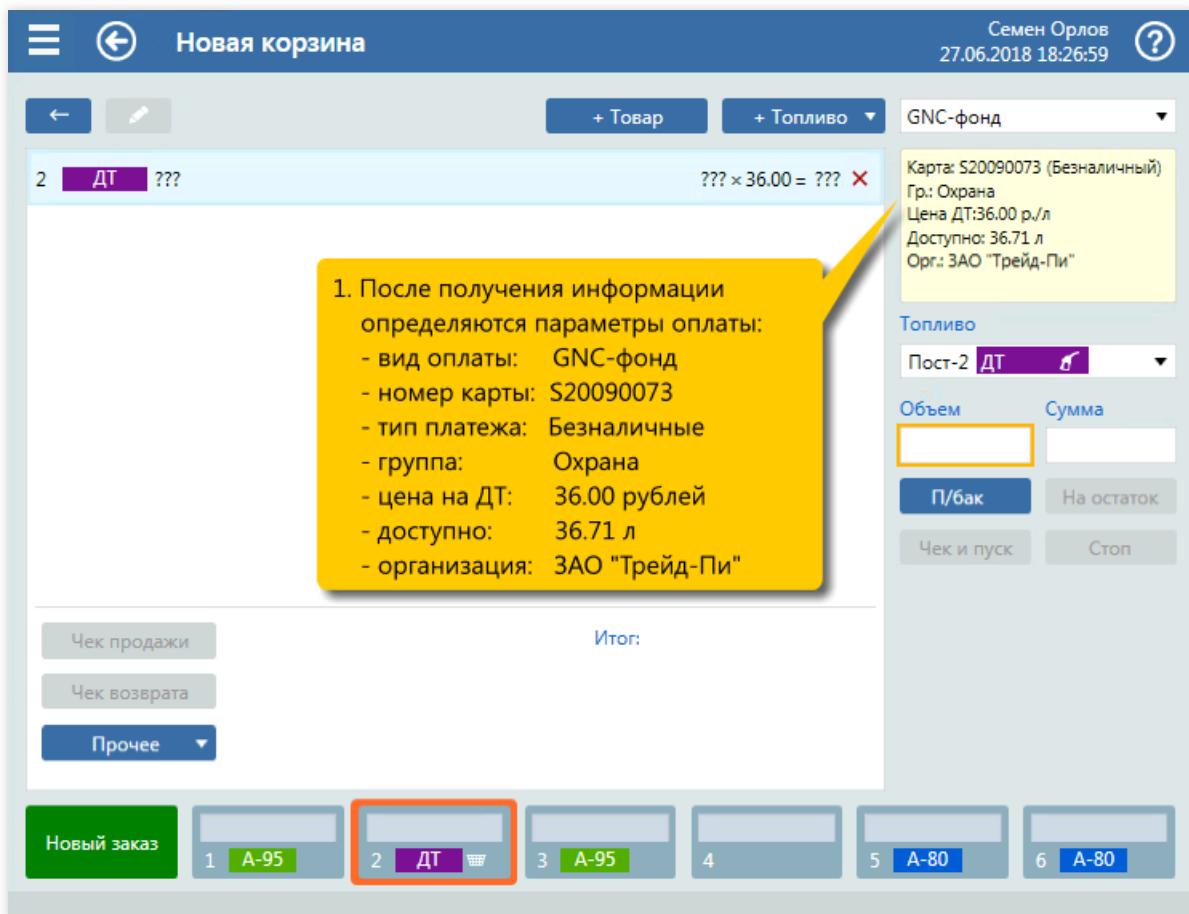 Новая корзина
Семен Орлов
27.06.2018 18:26:59
?
+ Товар
+ Топливо
GNC-фонд
2 ДТ ???
??? × 36.00 = ???
Карта: S20090073 (Безналичный)
Гр.: Охрана
Цена ДТ:36.00 р./л
Доступно: 36.71 л
Орг.: ЗАО "Трейд-Пи"
1. После получения информации
определяются параметры оплаты:
- вид оплаты: GNC-фонд
- номер карты: S20090073
- тип платежа: Безналичные
- группа: Охрана
- цена на ДТ: 36.00 рублей
- доступно: 36.71 л
- организация: ЗАО "Трейд-Пи"
Топливо
Пост-2 ДТ
Объем Сумма
П/бак На остаток
Чек и пуск Стоп
Чек продажи
Итог:
Чек возврата
Прочее
Новый заказ
1 А-95
2 ДТ
3 А-95
4
5 А-80
6 А-80